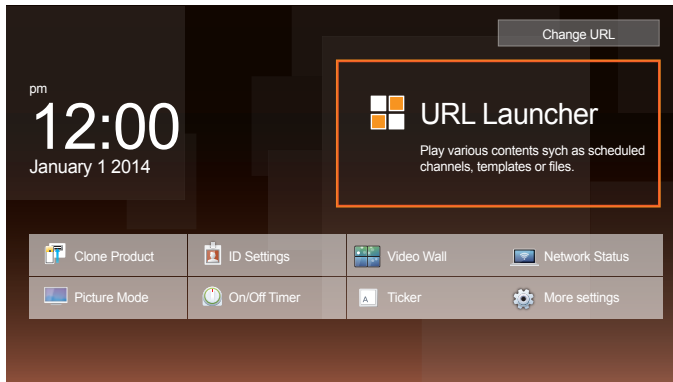 Change URL
pm
12:00
January 1 2014
URL Launcher
Play various contents sych as scheduled
channels, templates or files.
Clone Product
ID Settings
Video Wall
Network Status
Picture Mode
On/Off Timer
A
Ticker
More settings